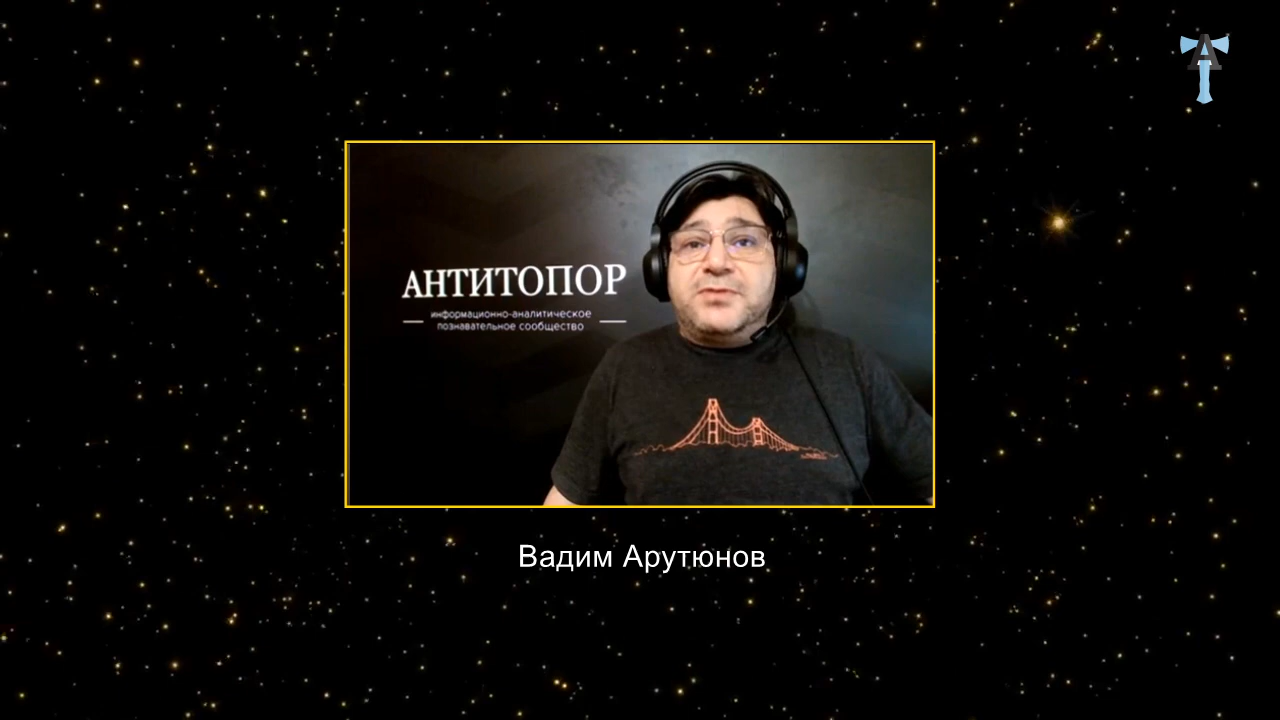 А
АНТИТОПОР
информационно-аналитическое
познавательное сообщество
Вадим Арутюнов